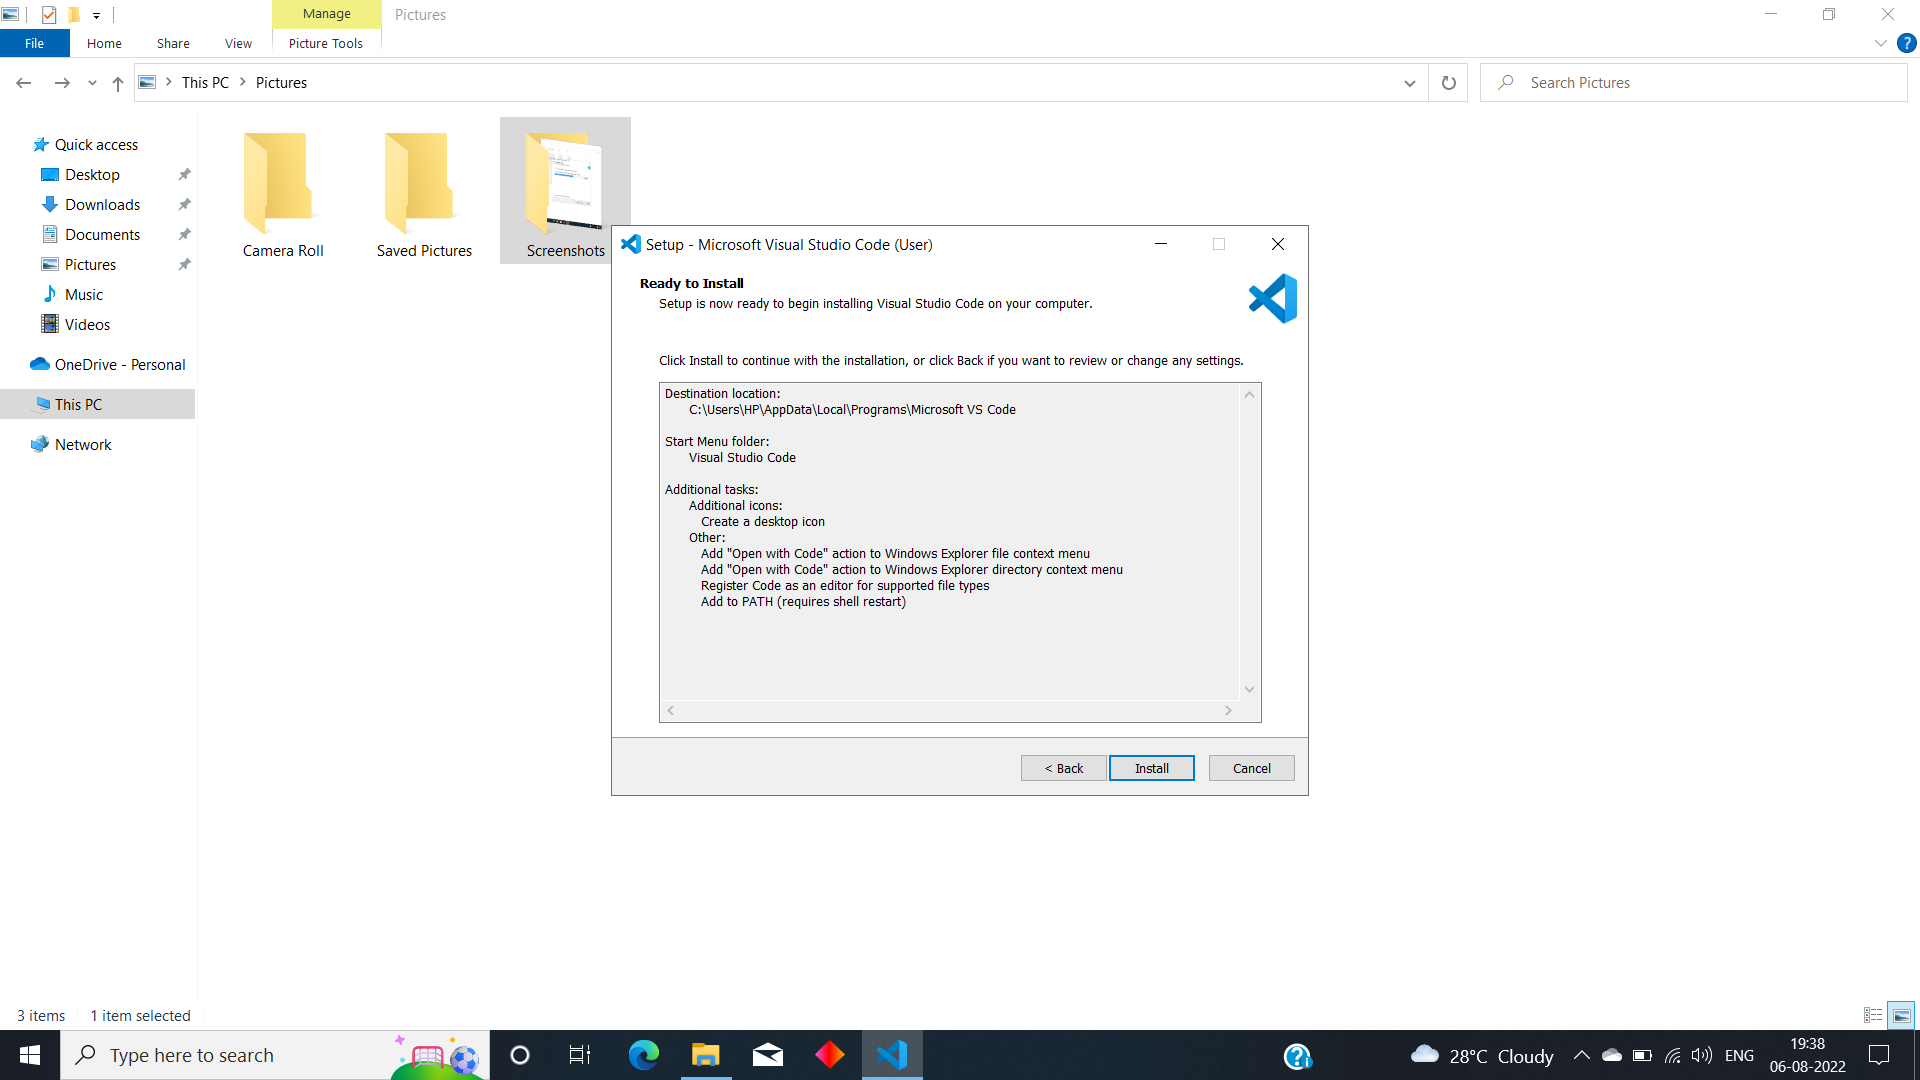 Manage
Pictures
File
Home
Share
View
Picture Tools
This PC
Pictures
Search Pictures
Quick access
Desktop
Downloads
Documents
Pictures
Music
Videos
OneDrive - Personal
This PC
Network
Camera Roll
Saved Pictures
Screenshots
Setup - Microsoft Visual Studio Code (User)
Ready to Install
Setup is now ready to begin installing Visual Studio Code on your computer.
Click Install to continue with the installation, or click Back if you want to review or change any settings.
Destination location:
C:\Users\HP\AppData\Local\Programs\Microsoft VS Code
Start Menu folder:
Visual Studio Code
Additional tasks:
Additional icons:
Create a desktop icon
Other:
Add "Open with Code" action to Windows Explorer file context menu
Add "Open with Code" action to Windows Explorer directory context menu
Register Code as an editor for supported file types
Add to PATH (requires shell restart)
< Back
Install
Cancel
3 items
1 item selected
Type here to search
28°C Cloudy
ENG
19:38
06-08-2022